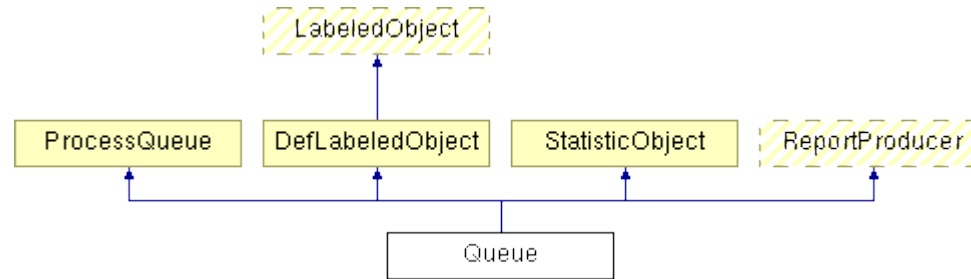 LabeledObject
ProcessQueue
DefLabeledObject
StatisticObject
ReportProducer
Queue